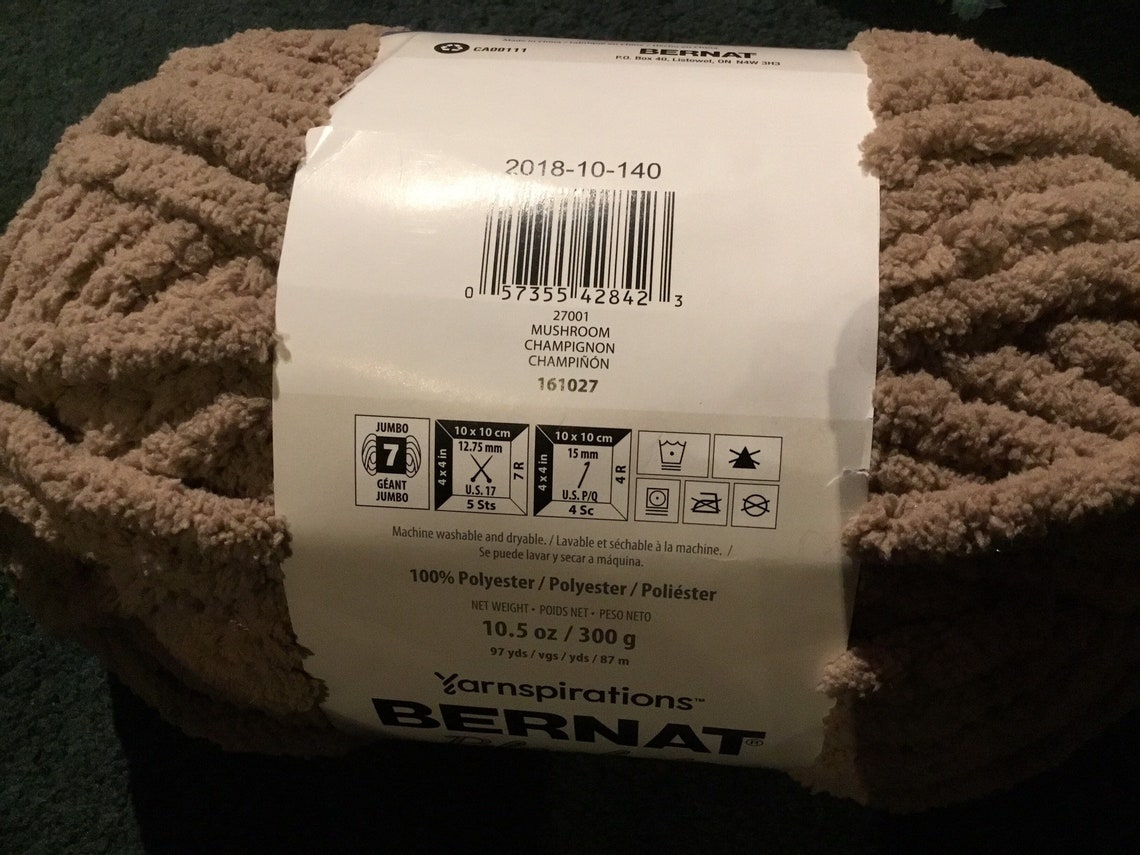 CA00111
BERNAT
P.O. Box 40, Listowel, ON N4W 3H3
2018-10-140
0 57355 42842 3
27001
MUSHROOM
CHAMPIGNON
CHAMPIÑÓN
161027
JUMBO
7
GÉANT
JUMBO
10 x 10 cm
4 x 4 in
12.75 mm
7 R
U.S. 17
5 Sts
10 x 10 cm
4 x 4 in
15 mm
4 R
U.S. P/Q
4 Sc
Machine washable and dryable. / Lavable et séchable à la machine. /
Se puede lavar y secar a máquina.
100% Polyester / Polyester / Poliéster
NET WEIGHT • POIDS NET • PESO NETO
10.5 oz / 300 g
97 yds / vgs / yds / 87 m
Yarnspirations™
BERNAT®